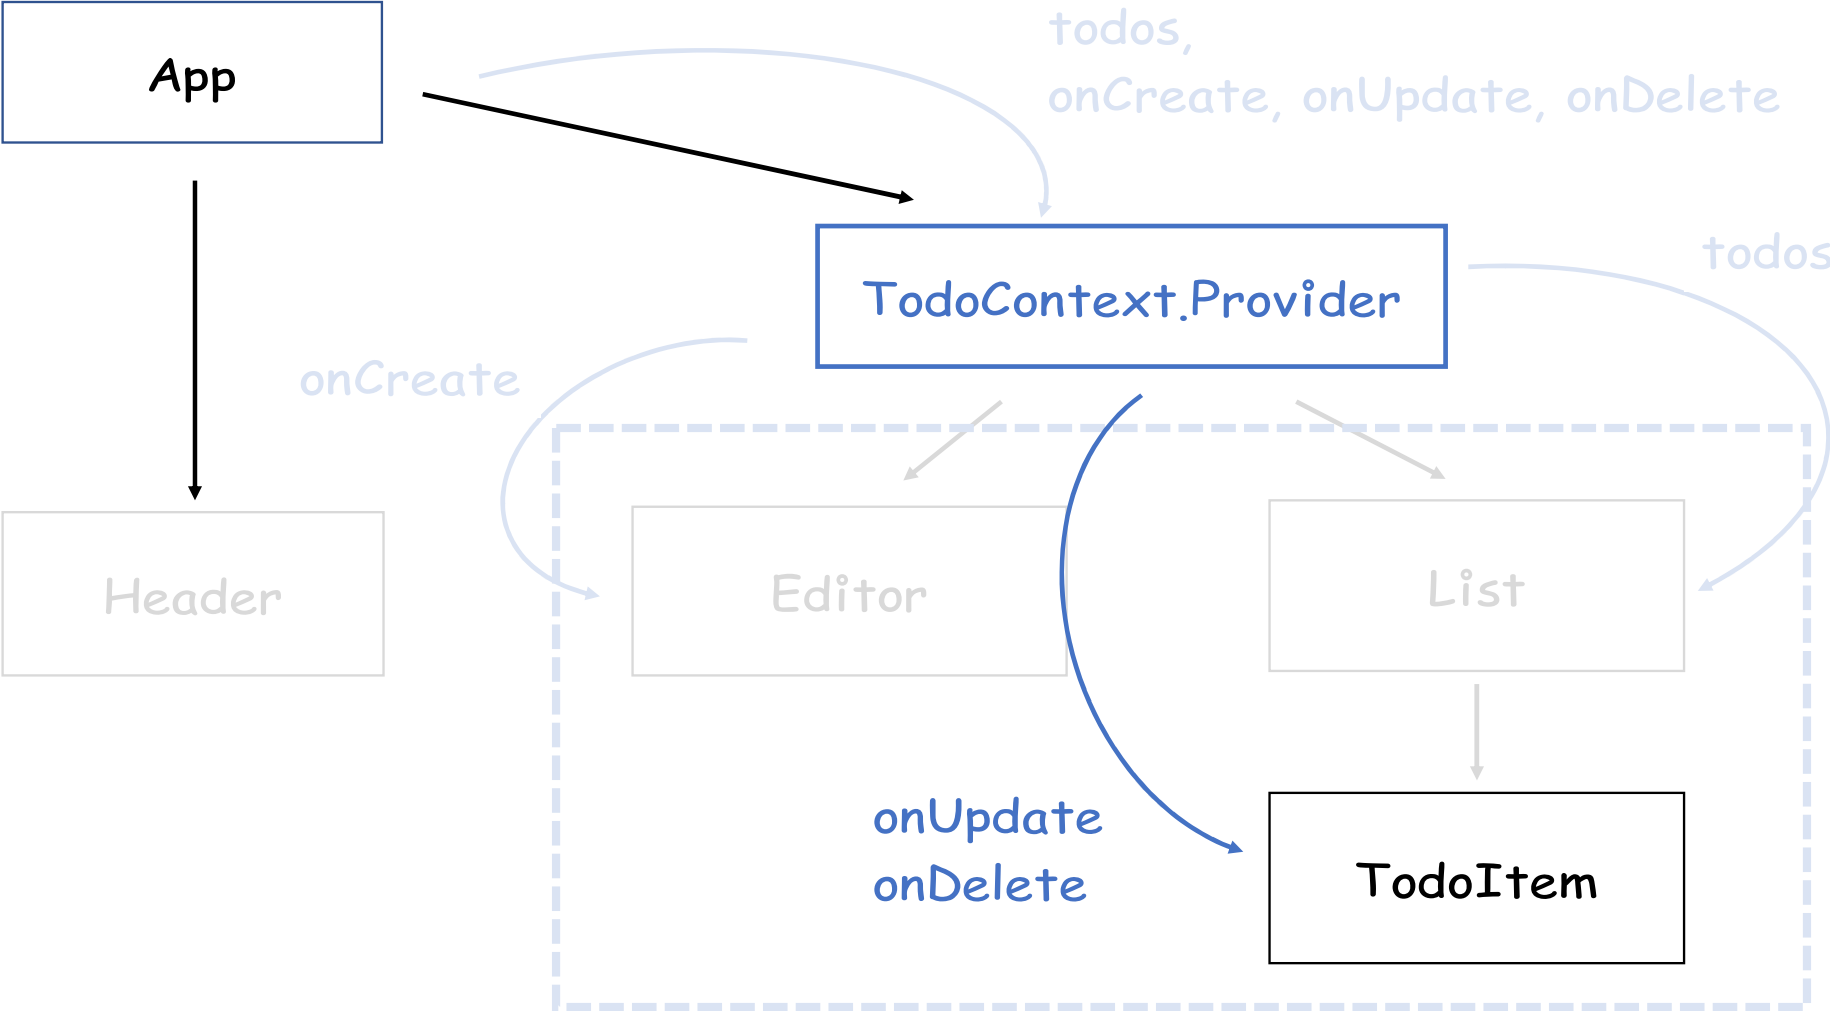 App
todos,
onCreate, onUpdate, onDelete
TodoContext.Provider
todos
onCreate
Header
Editor
List
onUpdate
onDelete
TodoItem